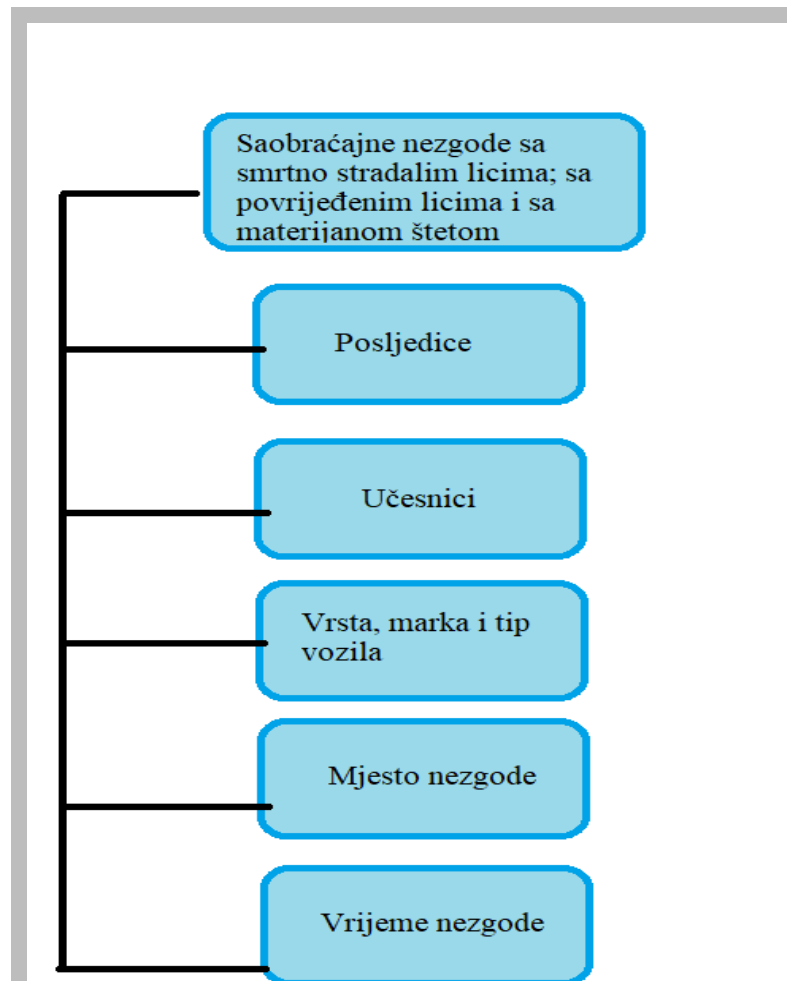 Saobraćajne nezgode sa
smrtno stradalim licima; sa
povrijeđenim licima i sa
materijanom štetom
Posljedice
Učesnici
Vrsta, marka i tip
vozila
Mjesto nezgode
Vrijeme nezgode